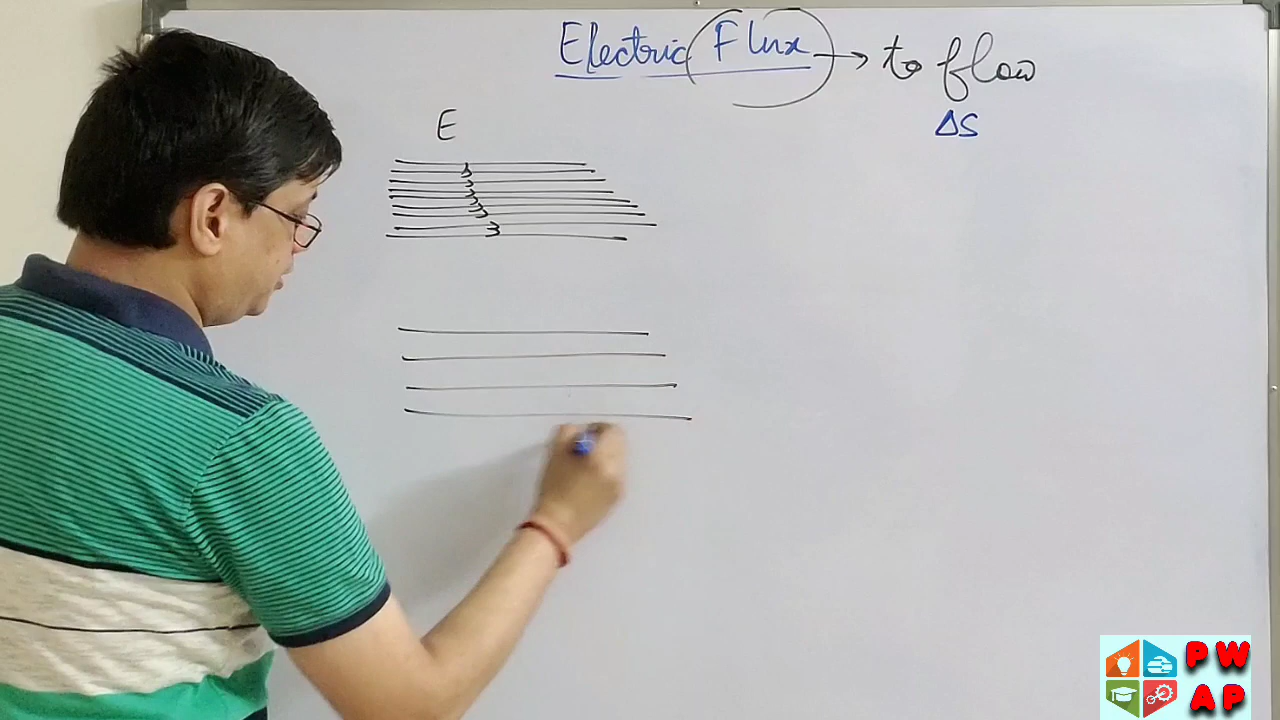 Electric Flux → to flow
ΔS
E
P W
A P